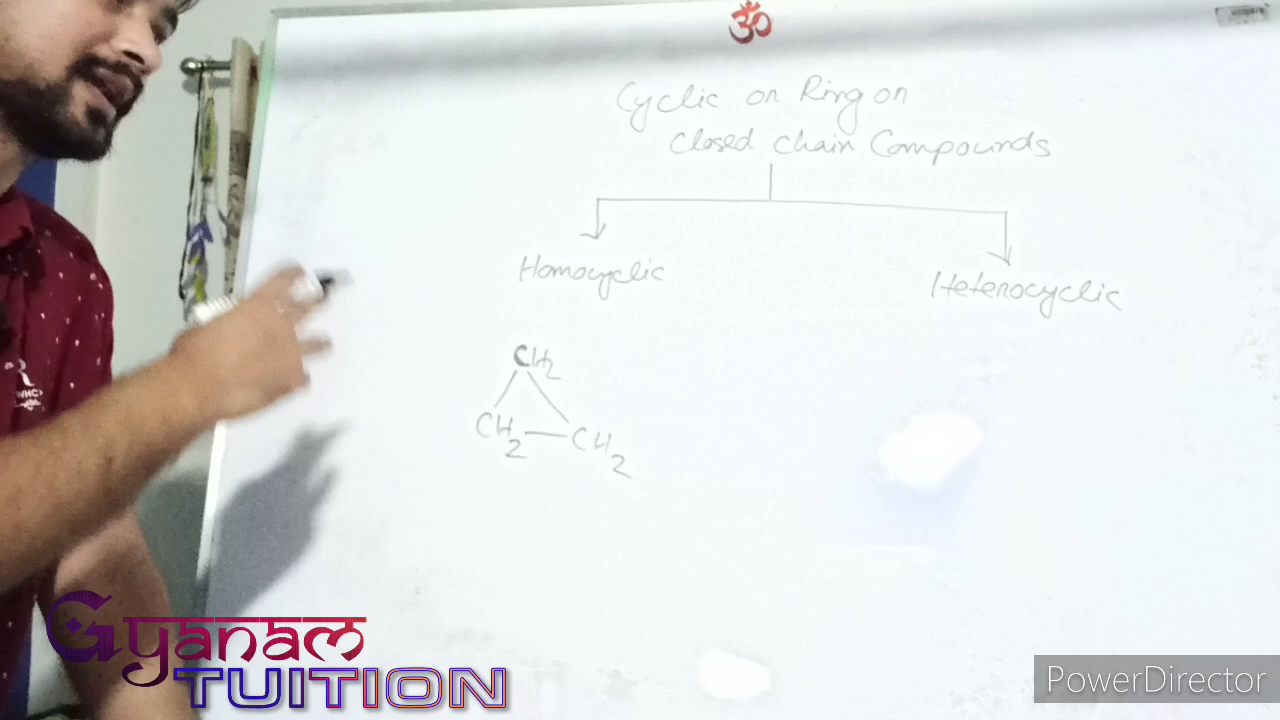 ॐ
Cyclic or Ring or
Closed chain Compounds
Homocyclic
Heterocyclic
CH2
CH2 — CH2
Gyanam
TUITION
PowerDirector